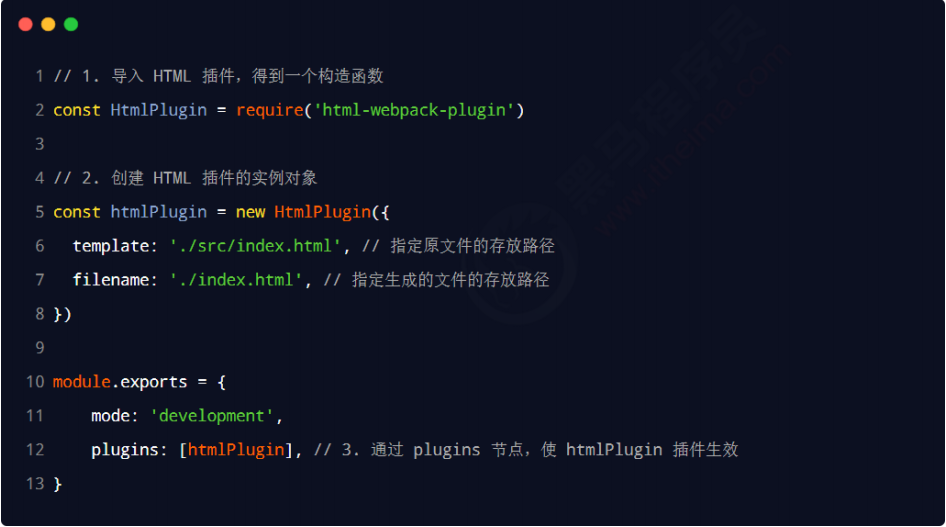 1 // 1. 导入 HTML 插件，得到一个构造函数
2 const HtmlPlugin = require('html-webpack-plugin')
3
4 // 2. 创建 HTML 插件的实例对象
5 const htmlPlugin = new HtmlPlugin({
6   template: './src/index.html', // 指定原文件的存放路径
7   filename: './index.html', // 指定生成的文件的存放路径
8 })
9
10 module.exports = {
11     mode: 'development',
12     plugins: [htmlPlugin], // 3. 通过 plugins 节点，使 htmlPlugin 插件生效
13 }
黑马程序员